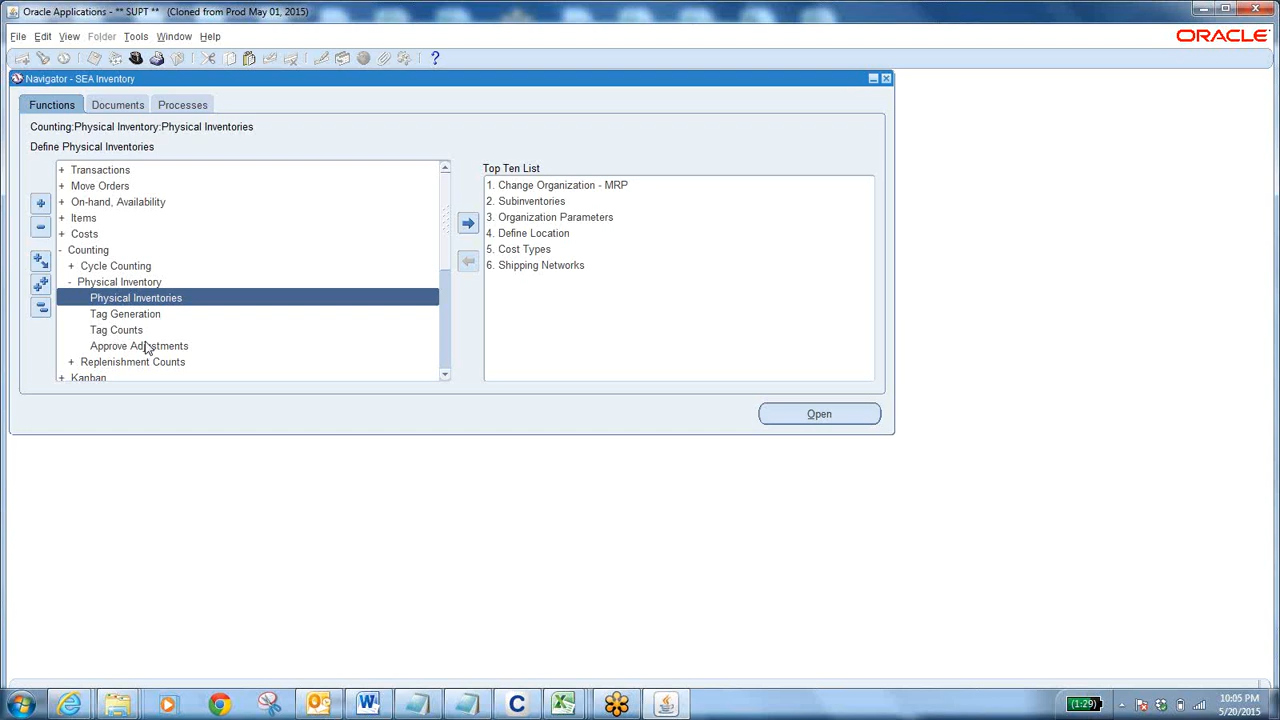 Oracle Applications - ** SUPT ** (Cloned from Prod May 01, 2015)
File Edit View Folder Tools Window Help
ORACLE
?
Navigator - SEA Inventory
Functions Documents Processes
Counting:Physical Inventory:Physical Inventories
Define Physical Inventories
+ Transactions
+ Move Orders
+ On-hand, Availability
+ Items
+ Costs
- Counting
+ Cycle Counting
- Physical Inventory
Physical Inventories
Tag Generation
Tag Counts
Approve Adjustments
+ Replenishment Counts
+ Kanban
Top Ten List
1. Change Organization - MRP
2. Subinventories
3. Organization Parameters
4. Define Location
5. Cost Types
6. Shipping Networks
Open
(1:29)
10:05 PM
5/20/2015